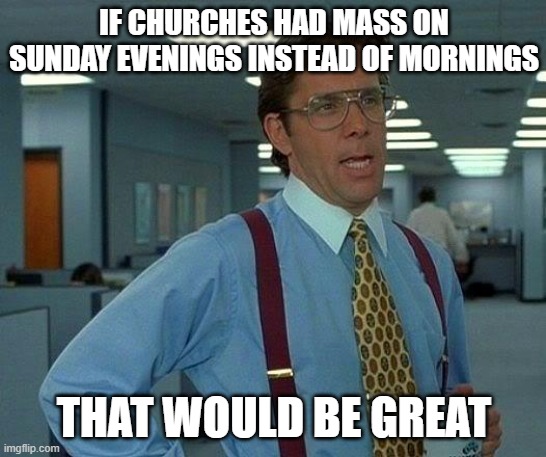 IF CHURCHES HAD MASS ON
SUNDAY EVENINGS INSTEAD OF MORNINGS
THAT WOULD BE GREAT
imgflip.com